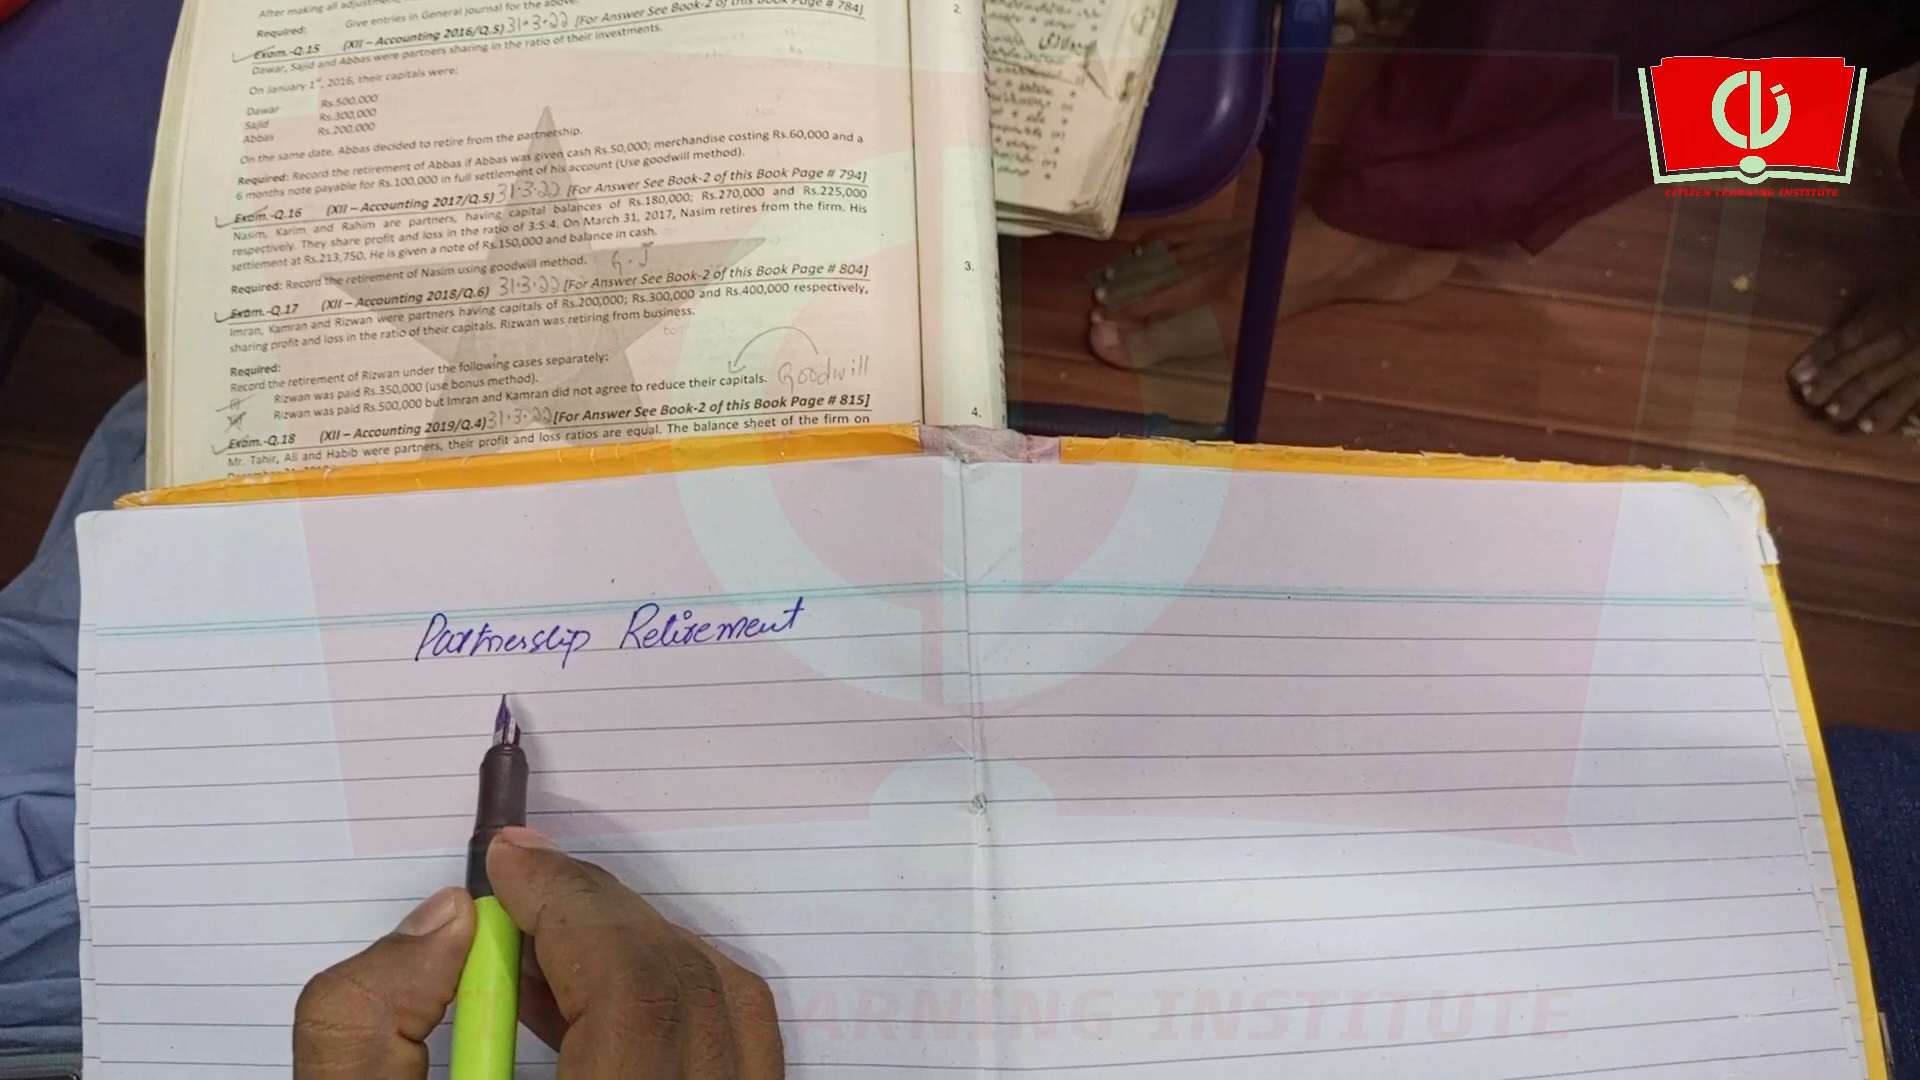 After making all
Required: Give entries in General Journal for the above.
Exam.-Q.15 (XII – Accounting 2016/Q.5) 31·3·22 [For Answer See Book-2 of this Book Page # 784]
Dawar, Sajid and Abbas were partners sharing in the ratio of their investments.
On January 1st, 2016, their capitals were:
Dawar Rs.500,000
Sajid Rs.300,000
Abbas Rs.200,000
On the same date, Abbas decided to retire from the partnership.
Required: Record the retirement of Abbas if Abbas was given cash Rs.50,000; merchandise costing Rs.60,000 and a
6 months note payable for Rs.100,000 in full settlement of his account (Use goodwill method).
Exam.-Q.16 (XII – Accounting 2017/Q.5) 31·3·22 [For Answer See Book-2 of this Book Page # 794]
Nasim, Karim and Rahim are partners, having capital balances of Rs.180,000; Rs.270,000 and Rs.225,000
respectively. They share profit and loss in the ratio of 3:5:4. On March 31, 2017, Nasim retires from the firm. His
settlement at Rs.213,750. He is given a note of Rs.150,000 and balance in cash.
Required: Record the retirement of Nasim using goodwill method. G.J
Exam.-Q.17 (XII – Accounting 2018/Q.6) 31·3·22 [For Answer See Book-2 of this Book Page # 804]
Imran, Kamran and Rizwan were partners having capitals of Rs.200,000; Rs.300,000 and Rs.400,000 respectively,
sharing profit and loss in the ratio of their capitals. Rizwan was retiring from business.
Required:
Record the retirement of Rizwan under the following cases separately:
Rizwan was paid Rs.350,000 (use bonus method).
Rizwan was paid Rs.500,000 but Imran and Kamran did not agree to reduce their capitals. Goodwill
Exam.-Q.18 (XII – Accounting 2019/Q.4) 31·3·22 [For Answer See Book-2 of this Book Page # 815]
Mr. Tahir, Ali and Habib were partners, their profit and loss ratios are equal. The balance sheet of the firm on
2.
3.
4.
Partnership Retirement
CITIZEN LEARNING INSTITUTE
LEARNING INSTITUTE